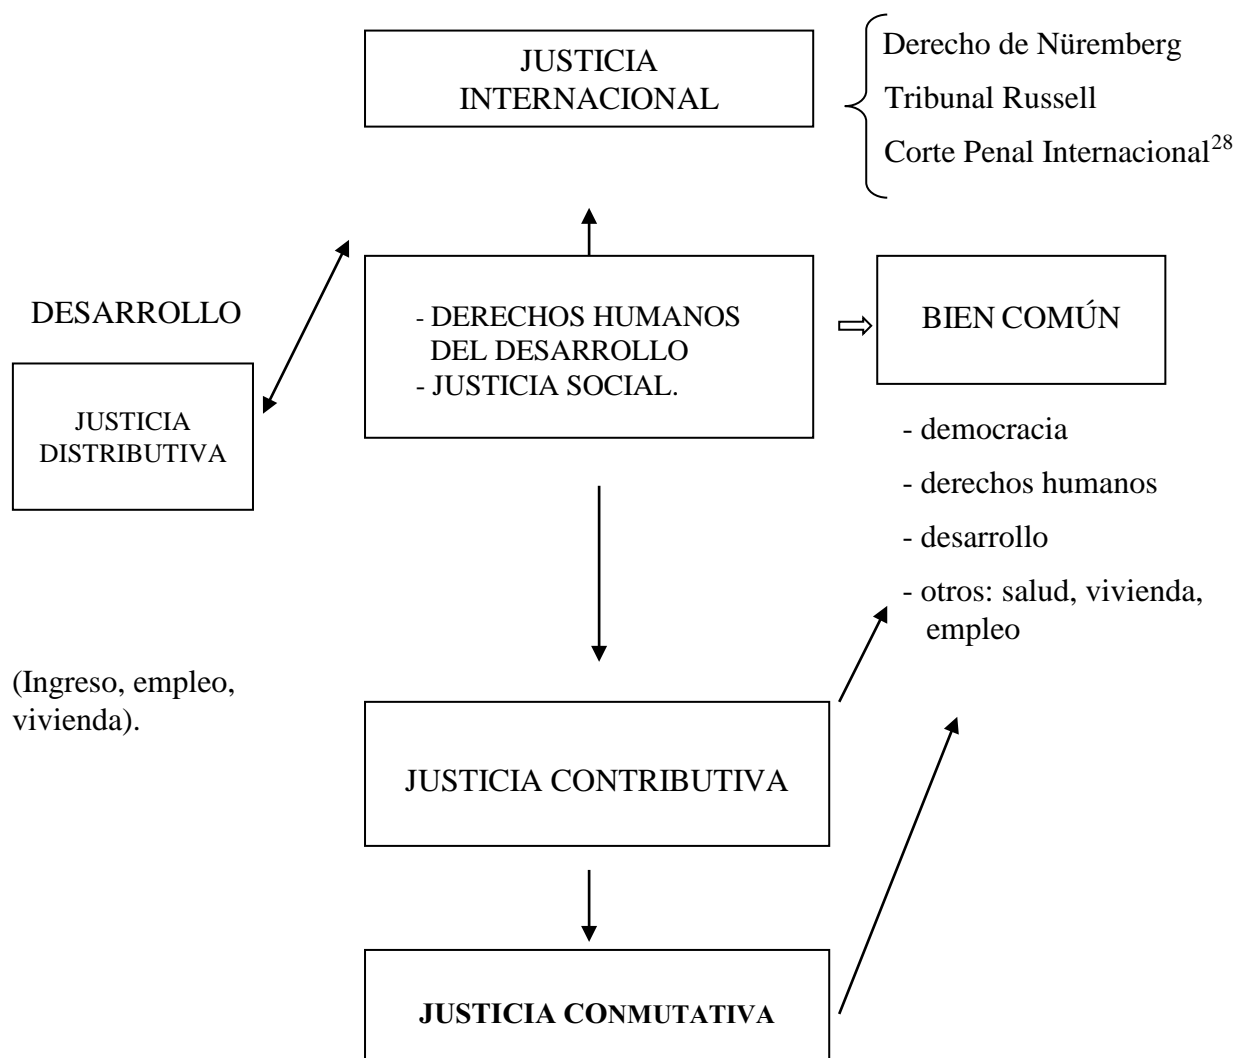 JUSTICIA
INTERNACIONAL
Derecho de Nüremberg
Tribunal Russell
Corte Penal Internacional²⁸
DESARROLLO
JUSTICIA
DISTRIBUTIVA
- DERECHOS HUMANOS
DEL DESARROLLO
- JUSTICIA SOCIAL.
BIEN COMÚN
- democracia
- derechos humanos
- desarrollo
- otros: salud, vivienda,
empleo
(Ingreso, empleo,
vivienda).
JUSTICIA CONTRIBUTIVA
JUSTICIA CONMUTATIVA